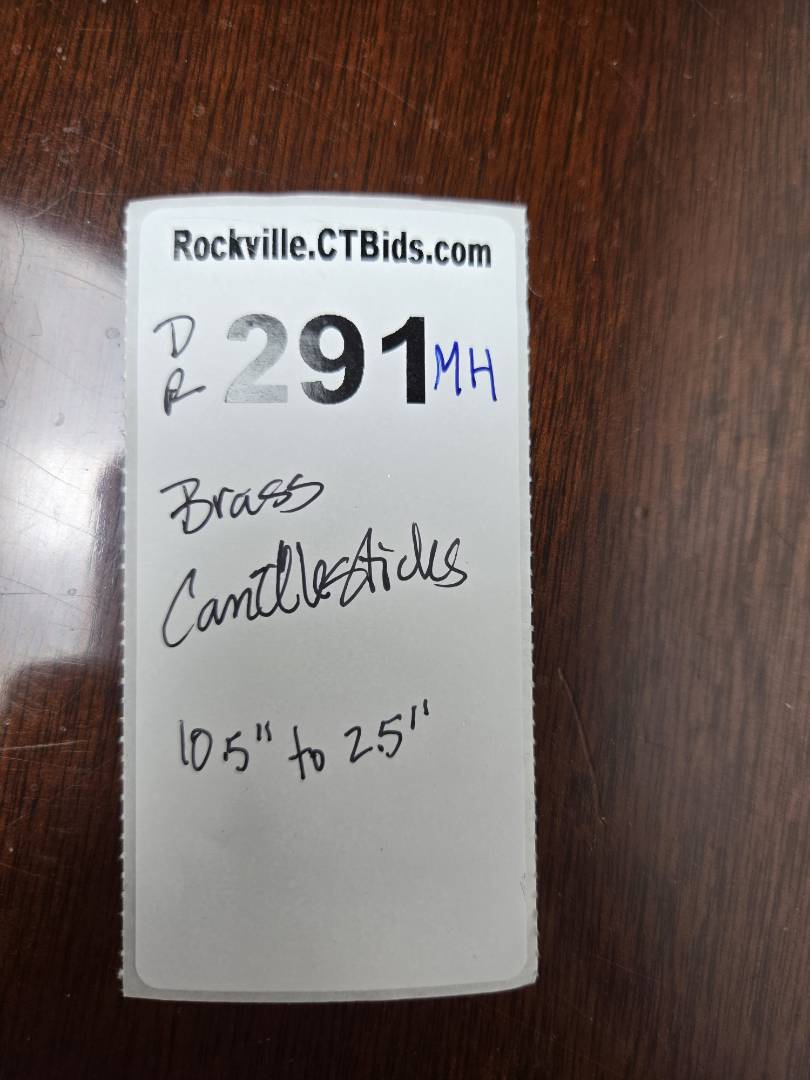 Rockville.CTBids.com
DR 291 MH
Brass
Candlesticks
10.5" to 2.5"